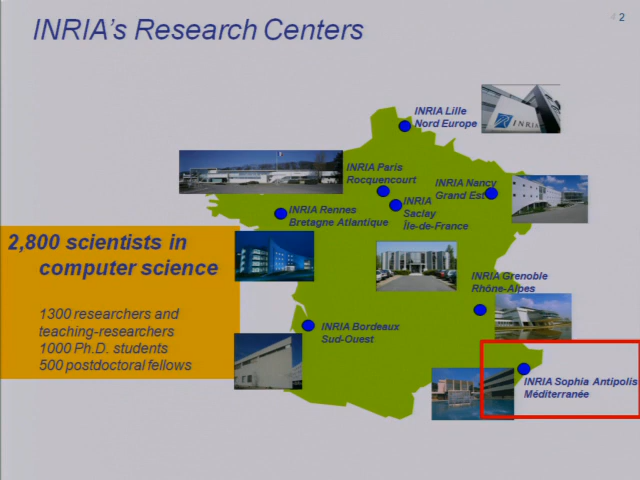 INRIA's Research Centers
2
INRIA Lille
Nord Europe
INRIA
INRIA Paris
Rocquencourt
INRIA Nancy
Grand Est
INRIA
Saclay
Île-de-France
INRIA Rennes
Bretagne Atlantique
2,800 scientists in
computer science
1300 researchers and
teaching-researchers
1000 Ph.D. students
500 postdoctoral fellows
INRIA Grenoble
Rhône-Alpes
INRIA Bordeaux
Sud-Ouest
INRIA Sophia Antipolis
Méditerranée